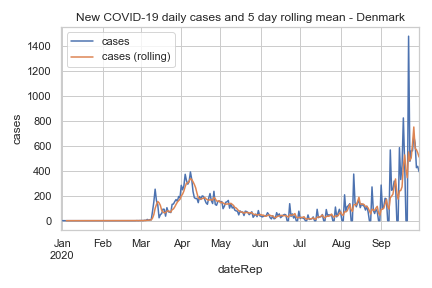 New COVID-19 daily cases and 5 day rolling mean - Denmark
cases
cases (rolling)
1400
1200
1000
800
600
400
200
0
cases
Jan Feb Mar Apr May Jun Jul Aug Sep
2020
dateRep